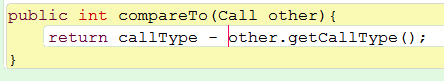 public int compareTo(Call other){
return callType - other.getCallType();
}